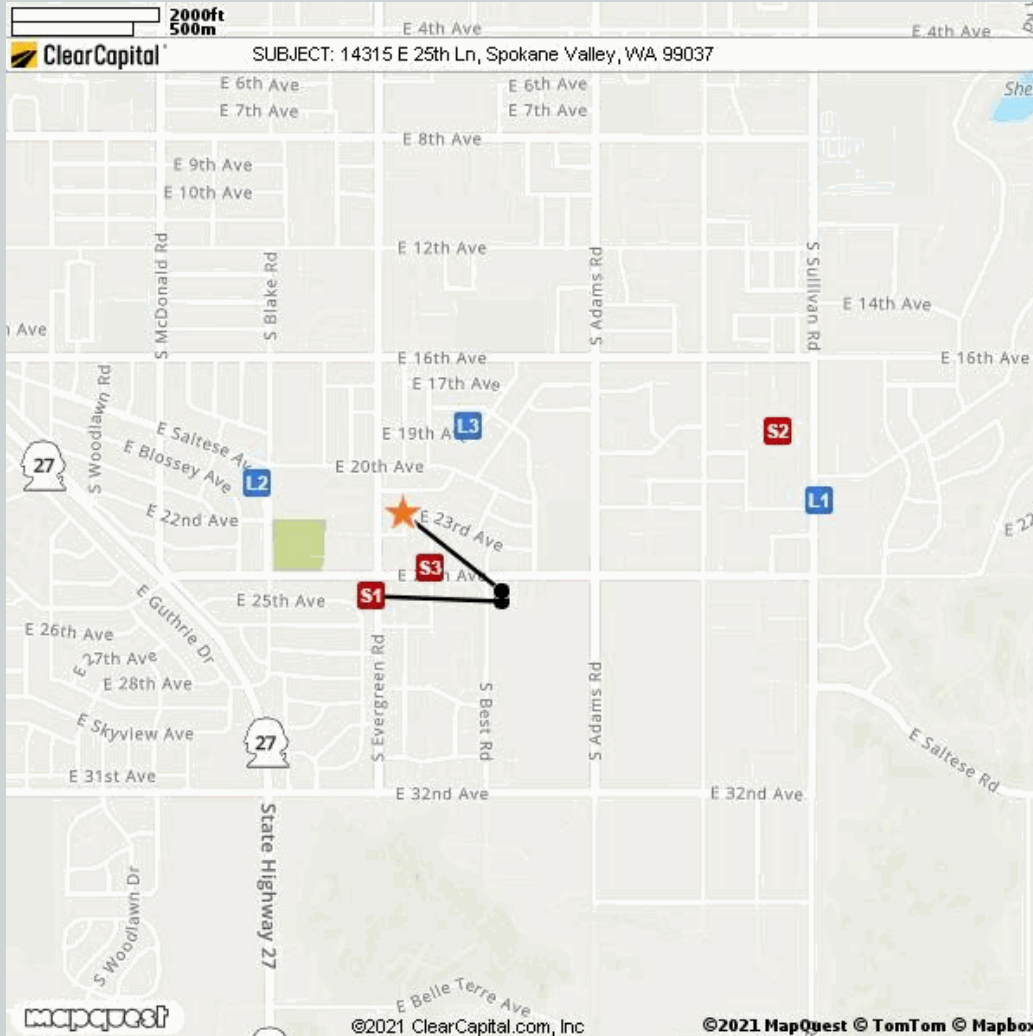 2000ft
500m
E 4th Ave
E 4th Ave
ClearCapital
SUBJECT: 14315 E 25th Ln, Spokane Valley, WA 99037
E 6th Ave
E 6th Ave
She
E 7th Ave
E 7th Ave
E 8th Ave
E 9th Ave
E 10th Ave
E 12th Ave
S McDonald Rd
S Blake Rd
S Adams Rd
S Sullivan Rd
E 14th Ave
h Ave
E 16th Ave
E 16th Ave
E 17th Ave
S Woodlawn Rd
E 19th A
L3
S2
E Saltese Av
E Blossey Ave
27
E 20th Ave
L2
L1
E 22nd Ave
E 23rd Ave
E 22
S3
E Ave
S1
E 25th Ave
E Guthrie Dr
E 26th Ave
E 27th Ave
E 28th Ave
S Evergreen Rd
S Best Rd
S Adams Rd
E Skyview Ave
27
E Saltese Rd
E 31st Ave
E 32nd Ave
E 32nd Ave
State Highway 27
S Woodlawn Dr
E Belle Terre Ave
mapquest
©2021 ClearCapital.com, Inc
©2021 MapQuest © TomTom © Mapbox